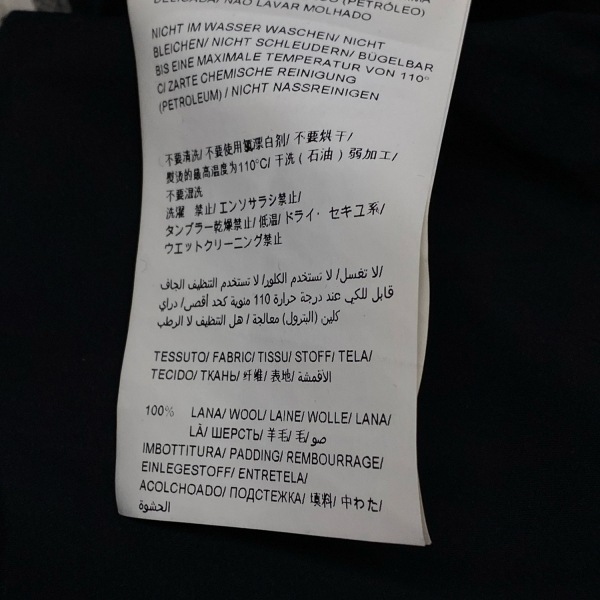 DELICADA/ NÃO LAVAR MOLHADO (PETRÓLEO)
NICHT IM WASSER WASCHEN/ NICHT
BLEICHEN/ NICHT SCHLEUDERN/ BÜGELBAR
BIS EINE MAXIMALE TEMPERATUR VON 110°
C/ ZARTE CHEMISCHE REINIGUNG
(PETROLEUM) / NICHT NASSREINIGEN
不要清洗/ 不要使用氯漂白剂/ 不要烘干/
熨烫的最高温度为110°C/ 干洗（石油）弱加工/
不要湿洗
洗濯 禁止/ エンソサラシ禁止/
タンブラー乾燥禁止/ 低温/ ドライ・セキユ系/
ウエットクリーニング禁止
/لا تغسل/ لا تستخدم الكلور/ لا تستخدم التنظيف الجاف
قابل للكي عند درجة حرارة 110 منوية كحد أقصى/ دراي
كلين (البترول) معالجة / هل التنظيف لا الرطب
TESSUTO/ FABRIC/ TISSU/ STOFF/ TELA/
TECIDO/ ТКАНЬ/ 纤维/ 表地/ الأقمشة
100% LANA/ WOOL/ LAINE/ WOLLE/ LANA/
LÃ/ ШЕРСТЬ/ 羊毛/ 毛/ صو
IMBOTTITURA/ PADDING/ REMBOURRAGE/
EINLEGESTOFF/ ENTRETELA/
ACOLCHOADO/ ПОДСТЕЖКА/ 填料/ 中わた/
الحشوة